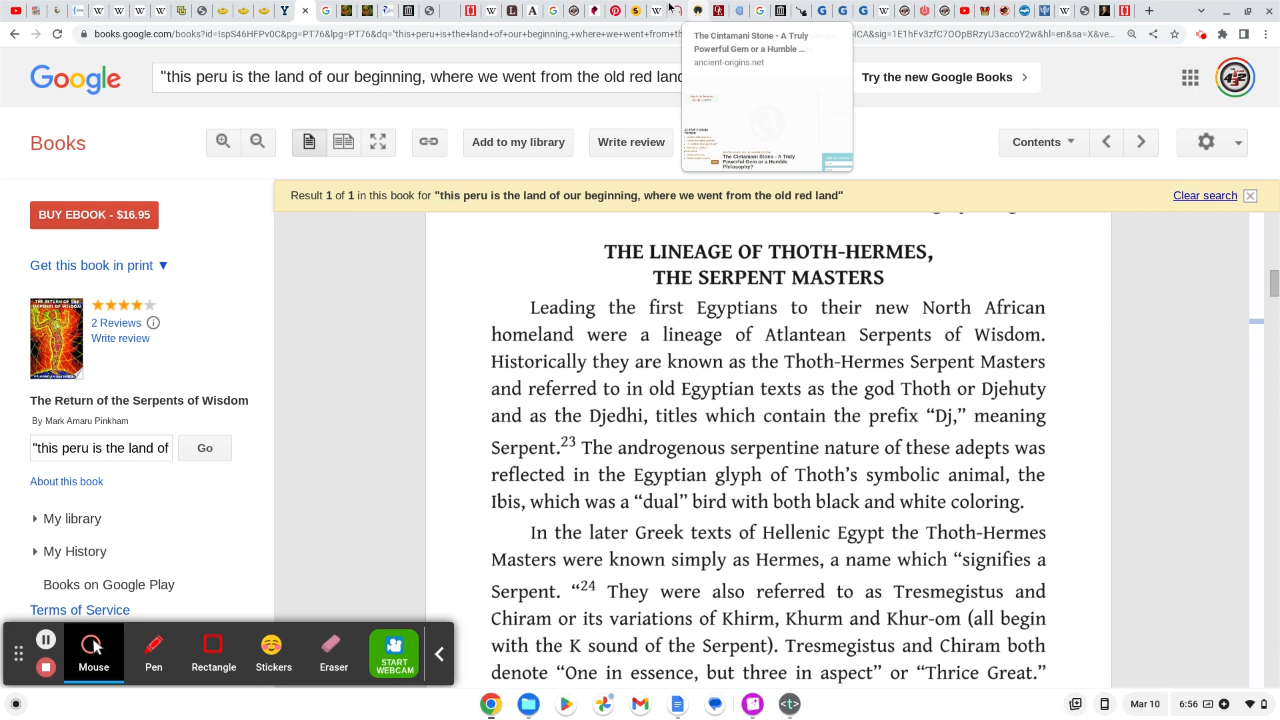 books.google.com/books?id=IspS46HFPv0C&pg=PT76&lpg=PT76&dq="this+peru+is+the+land+of+our+beginning,+where+we+went+from+the+old+red+land
The Cintamani Stone - A Truly
Powerful Gem or a Humble ...
ancient-origins.net
The Cintamani Stone - A Truly
Powerful Gem or a Humble
Philosophy?
Google
"this peru is the land of our beginning, where we went from the old red land
Try the new Google Books
Books
Add to my library
Write review
Contents
Result 1 of 1 in this book for "this peru is the land of our beginning, where we went from the old red land"
Clear search
BUY EBOOK - $16.95
Get this book in print ▼
2 Reviews
Write review
The Return of the Serpents of Wisdom
By Mark Amaru Pinkham
"this peru is the land of
Go
About this book
My library
My History
Books on Google Play
Terms of Service
THE LINEAGE OF THOTH-HERMES,
THE SERPENT MASTERS
Leading the first Egyptians to their new North African
homeland were a lineage of Atlantean Serpents of Wisdom.
Historically they are known as the Thoth-Hermes Serpent Masters
and referred to in old Egyptian texts as the god Thoth or Djehuty
and as the Djedhi, titles which contain the prefix “Dj,” meaning
Serpent.23 The androgenous serpentine nature of these adepts was
reflected in the Egyptian glyph of Thoth’s symbolic animal, the
Ibis, which was a “dual” bird with both black and white coloring.
In the later Greek texts of Hellenic Egypt the Thoth-Hermes
Masters were known simply as Hermes, a name which “signifies a
Serpent. “24 They were also referred to as Tresmegistus and
Chiram or its variations of Khirm, Khurm and Khur-om (all begin
with the K sound of the Serpent). Tresmegistus and Chiram both
denote “One in essence, but three in aspect” or “Thrice Great.”
Mouse
Pen
Rectangle
Stickers
Eraser
START
WEBCAM
Mar 10
6:56